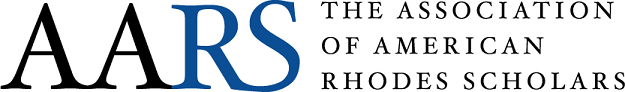 AARS
THE ASSOCIATION
OF AMERICAN
RHODES SCHOLARS